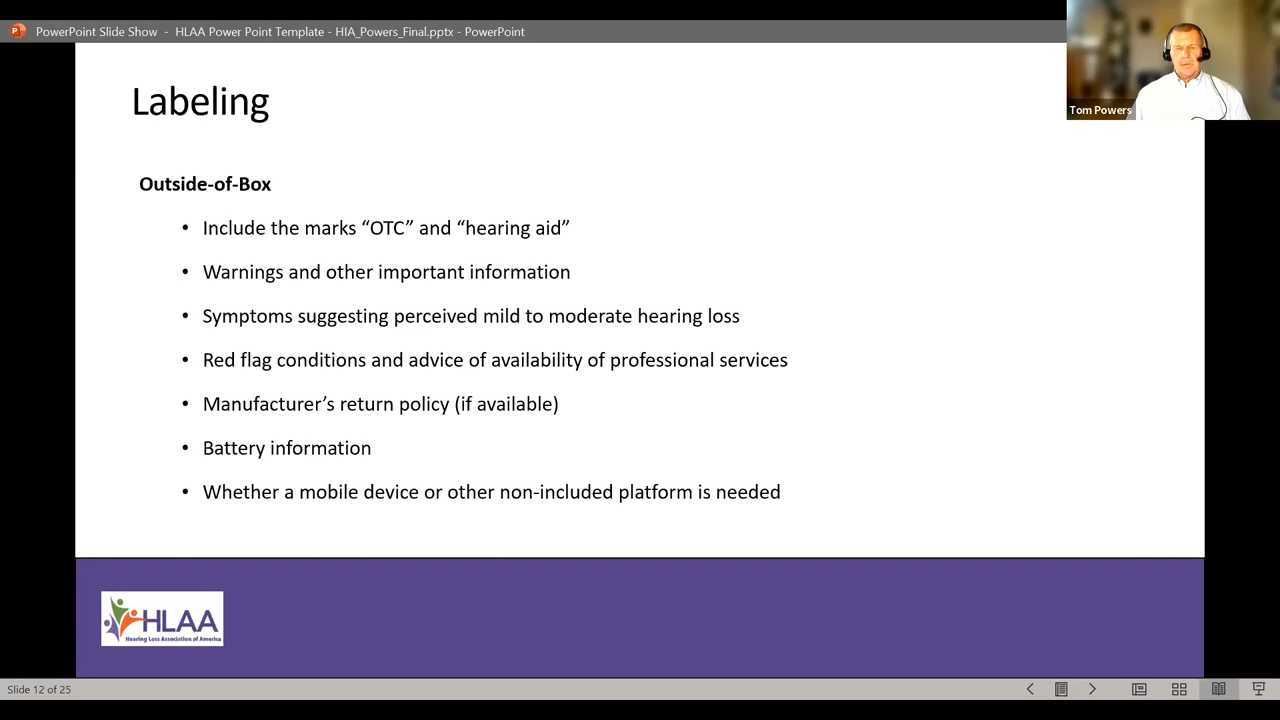 PowerPoint Slide Show - HLAA Power Point Template - HIA_Powers_Final.pptx - PowerPoint
Tom Powers
Labeling
Outside-of-Box
• Include the marks “OTC” and “hearing aid”
• Warnings and other important information
• Symptoms suggesting perceived mild to moderate hearing loss
• Red flag conditions and advice of availability of professional services
• Manufacturer’s return policy (if available)
• Battery information
• Whether a mobile device or other non-included platform is needed
HLAA
Hearing Loss Association of America
Slide 12 of 25